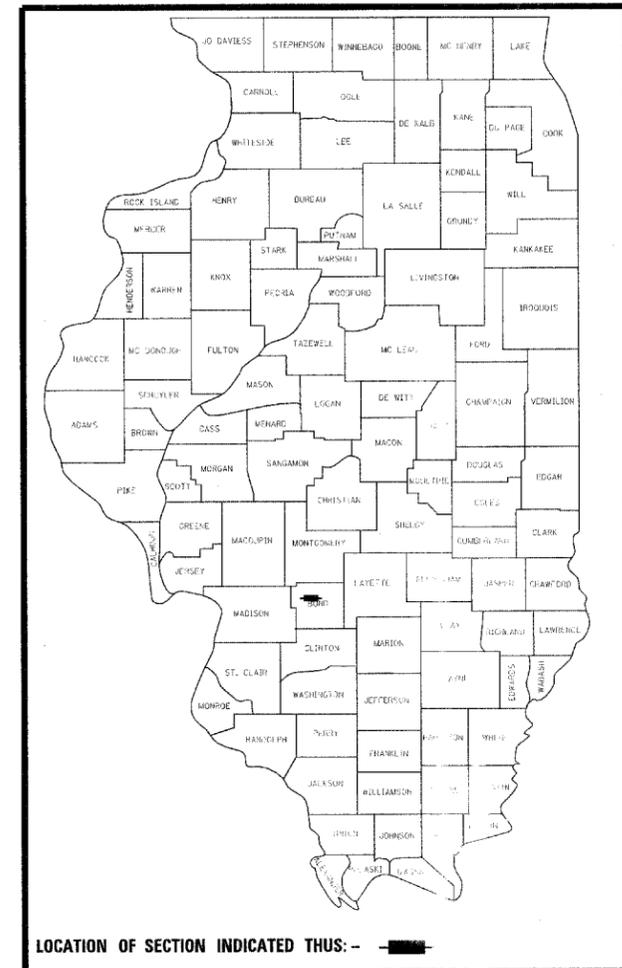 JO DAVIESS STEPHENSON WINNEBAGO BOONE MC HENRY LAKE
CARROLL OGLE DE KALB KANE DU PAGE COOK
WHITESIDE LEE
KENDALL WILL
ROCK ISLAND HENRY BUREAU LA SALLE GRUNDY
MERCER STARK PUTNAM KANKAKEE
MARSHALL
HENDERSON WARREN KNOX PEORIA WOODFORD LIVINGSTON IROQUOIS
HANCOCK MC DONOUGH FULTON TAZEWELL MC LEAN FORD
MASON
SCHUYLER LOGAN DE WITT CHAMPAIGN VERMILION
ADAMS BROWN CASS MENARD MACON
MORGAN SANGAMON DOUGLAS EDGAR
PIKE SCOTT CHRISTIAN MOULTRIE COLES
GREENE MACOUPIN MONTGOMERY SHELBY CUMBERLAND CLARK
CALHOUN JERSEY
FAYETTE JASPER CRAWFORD
MADISON BOND
CLINTON MARION RICHLAND LAWRENCE
ST. CLAIR WASHINGTON EDWARDS WABASH
MONROE JEFFERSON
RANDOLPH PERRY
FRANKLIN
JACKSON WILLIAMSON
UNION JOHNSON
ALEXANDER
LOCATION OF SECTION INDICATED THUS: -